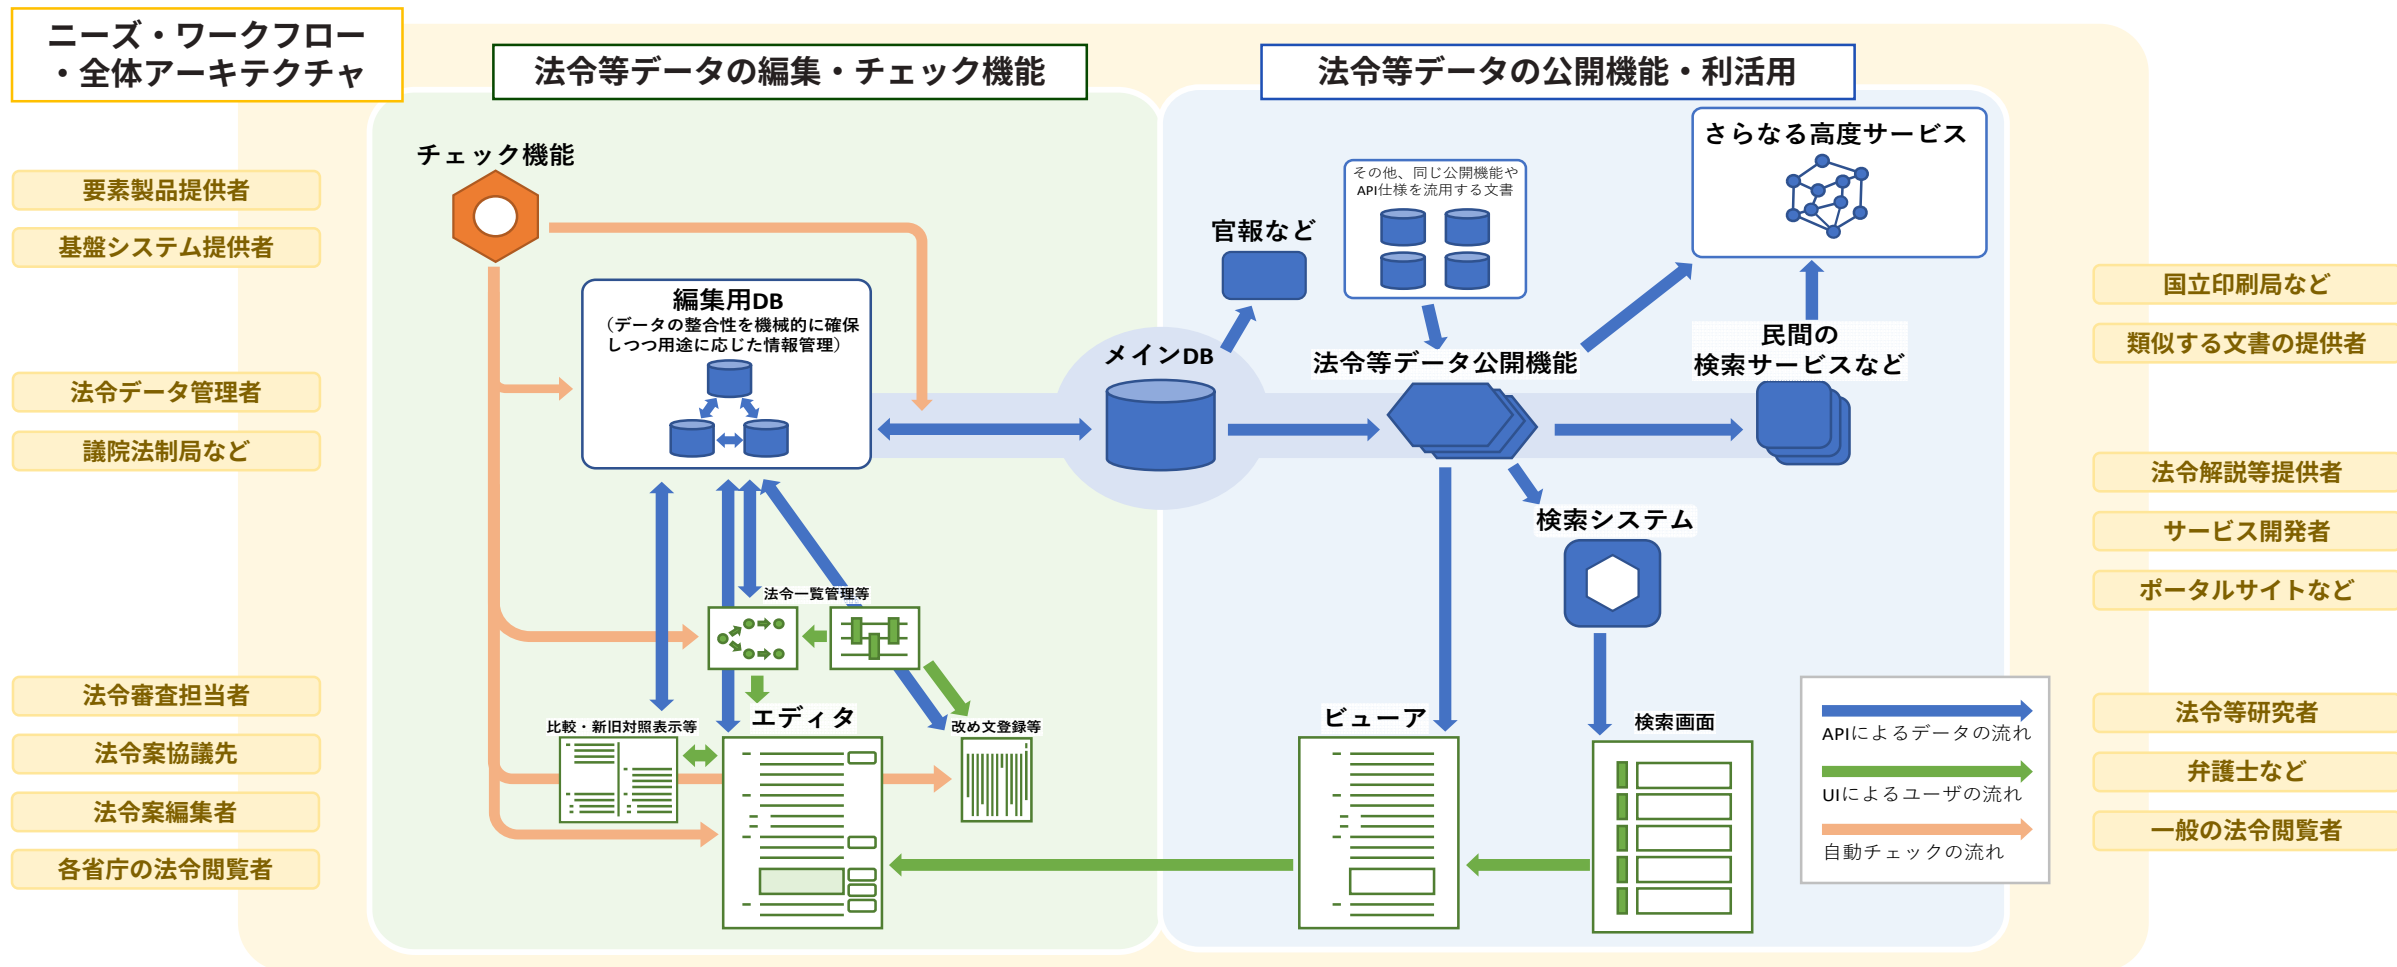 ニーズ・ワークフロー
・全体アーキテクチャ
法令等データの編集・チェック機能
法令等データの公開機能・利活用
要素製品提供者
基盤システム提供者
法令データ管理者
議院法制局など
法令審査担当者
法令案協議先
法令案編集者
各省庁の法令閲覧者
チェック機能
編集用DB
（データの整合性を機械的に確保
しつつ用途に応じた情報管理）
法令一覧管理等
比較・新旧対照表示等
エディタ
改め文登録等
メインDB
官報など
その他、同じ公開機能や
API仕様を流用する文書
さらなる高度サービス
法令等データ公開機能
民間の
検索サービスなど
検索システム
ビューア
検索画面
APIによるデータの流れ
UIによるユーザの流れ
自動チェックの流れ
国立印刷局など
類似する文書の提供者
法令解説等提供者
サービス開発者
ポータルサイトなど
法令等研究者
弁護士など
一般の法令閲覧者